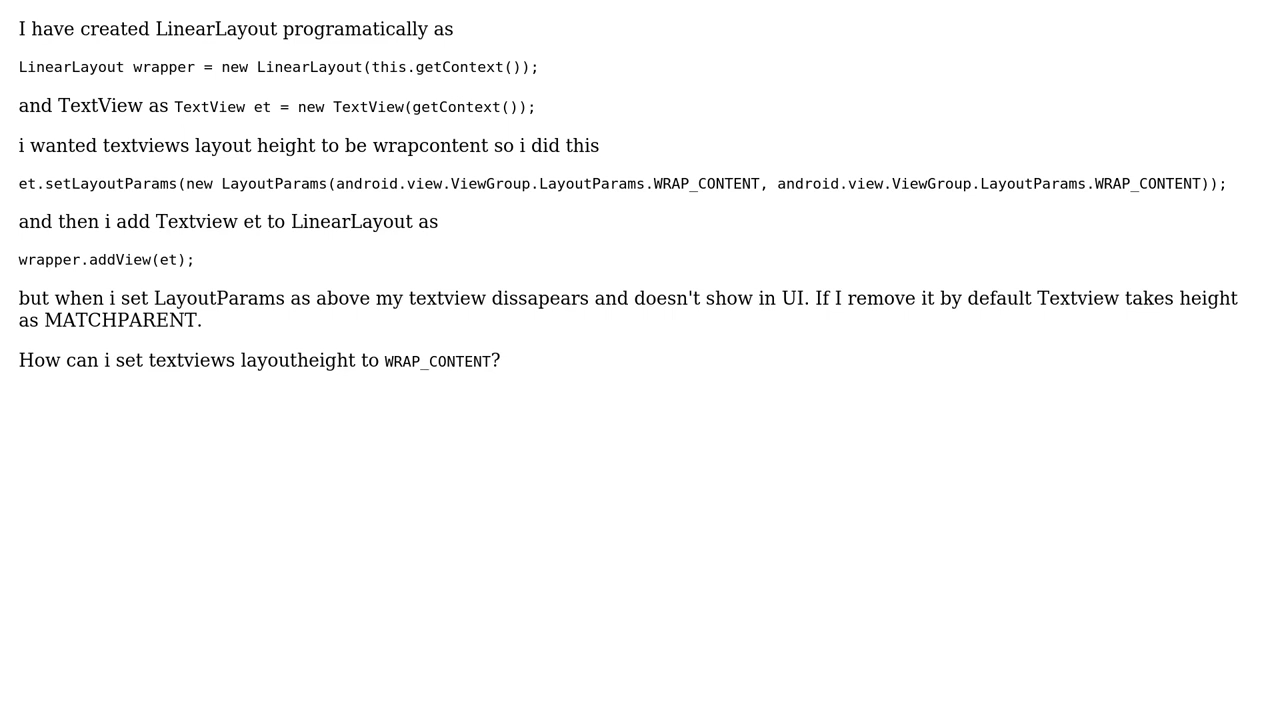 I have created LinearLayout programatically as
LinearLayout wrapper = new LinearLayout(this.getContext());
and TextView as TextView et = new TextView(getContext());
i wanted textviews layout height to be wrapcontent so i did this
et.setLayoutParams(new LayoutParams(android.view.ViewGroup.LayoutParams.WRAP_CONTENT, android.view.ViewGroup.LayoutParams.WRAP_CONTENT));
and then i add Textview et to LinearLayout as
wrapper.addView(et);
but when i set LayoutParams as above my textview dissapears and doesn't show in UI. If I remove it by default Textview takes height
as MATCHPARENT.
How can i set textviews layoutheight to WRAP_CONTENT?